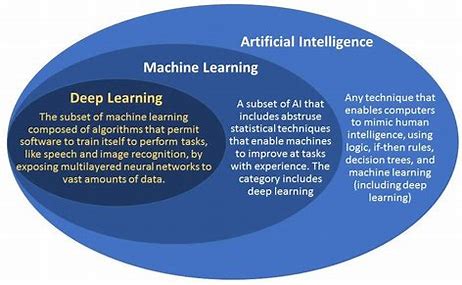 Artificial Intelligence
Machine Learning
Deep Learning
The subset of machine learning
composed of algorithms that permit
software to train itself to perform tasks,
like speech and image recognition, by
exposing multilayered neural networks to
vast amounts of data.
A subset of AI that
includes abstruse
statistical techniques
that enable machines
to improve at tasks
with experience. The
category includes
deep learning
Any technique that
enables computers
to mimic human
intelligence, using
logic, if-then rules,
decision trees, and
machine learning
(including deep
learning)